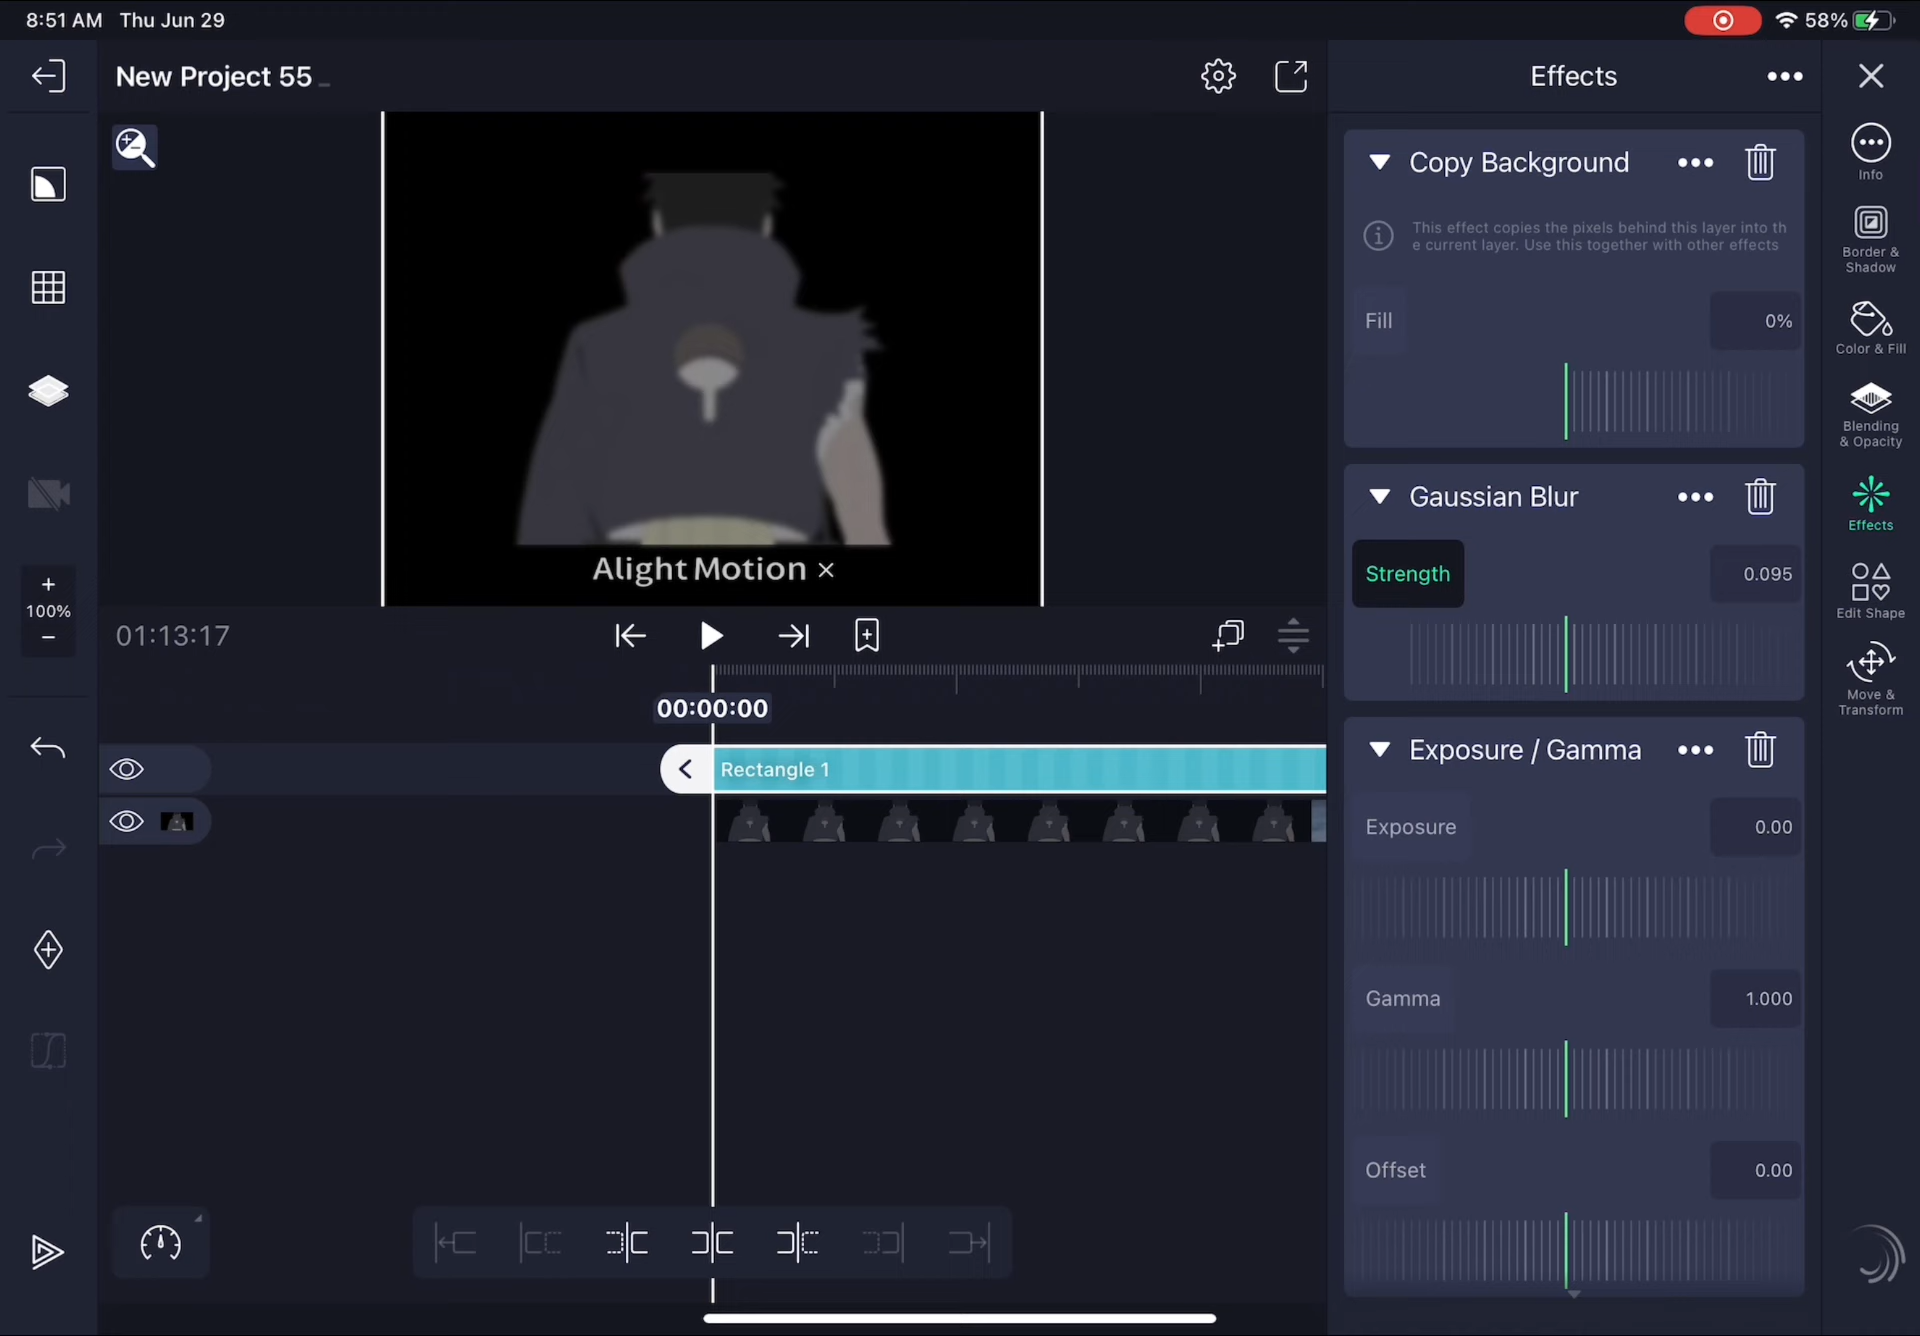 8:51 AM Thu Jun 29
58%
New Project 55
Effects
Copy Background
This effect copies the pixels behind this layer into th
e current layer. Use this together with other effects
Fill
0%
Gaussian Blur
Strength
0.095
Exposure / Gamma
Exposure
0.00
Gamma
1.000
Offset
0.00
Info
Border &
Shadow
Color & Fill
Blending
& Opacity
Effects
Edit Shape
Move &
Transform
+
100%
−
Alight Motion ×
01:13:17
00:00:00
Rectangle 1